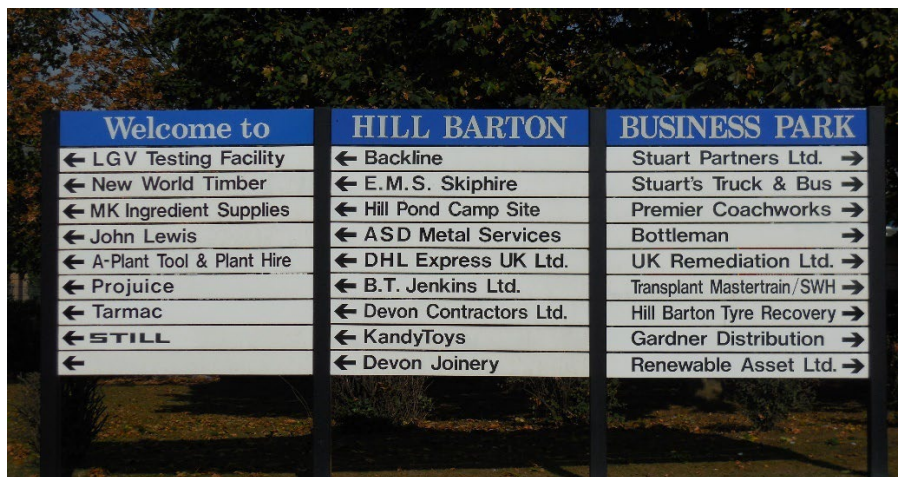 Welcome to
← LGV Testing Facility
← New World Timber
← MK Ingredient Supplies
← John Lewis
← A-Plant Tool & Plant Hire
← Projuice
← Tarmac
← STILL
←
HILL BARTON
← Backline
← E.M.S. Skiphire
← Hill Pond Camp Site
← ASD Metal Services
← DHL Express UK Ltd.
← B.T. Jenkins Ltd.
← Devon Contractors Ltd.
← KandyToys
← Devon Joinery
BUSINESS PARK
Stuart Partners Ltd. →
Stuart's Truck & Bus →
Premier Coachworks →
Bottleman →
UK Remediation Ltd. →
Transplant Mastertrain/SWH →
Hill Barton Tyre Recovery →
Gardner Distribution →
Renewable Asset Ltd. →